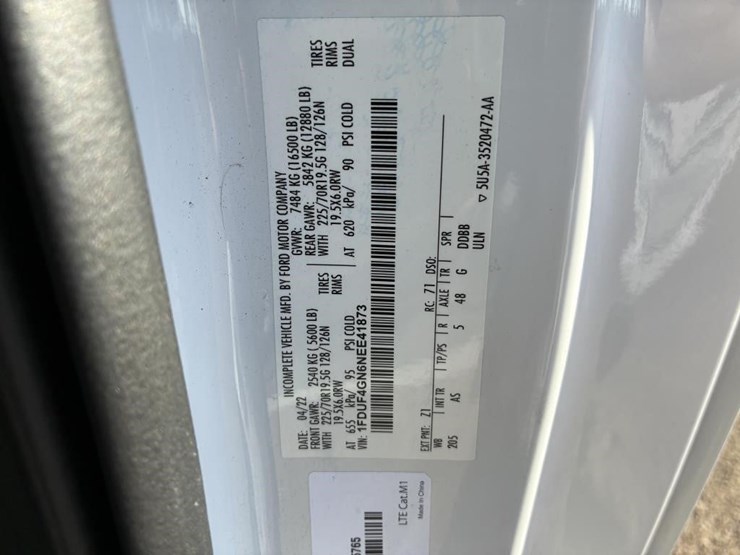 INCOMPLETE VEHICLE MFD. BY FORD MOTOR COMPANY
DATE: 04/22 GVWR: 7484 KG (16500 LB)
FRONT GAWR: 2540 KG (5600 LB) REAR GAWR: 5842 KG (12880 LB)
WITH 225/70R19.5G 128/126N TIRES WITH 225/70R19.5G 128/126N TIRES
19.5X6.0RW RIMS 19.5X6.0RW RIMS
AT 655 kPa/ 95 PSI COLD AT 620 kPa/ 90 PSI COLD DUAL
VIN: 1FDUF4GN6NEE41873
EXT PNT: Z1 RC: 71 DSO:
WB INT TR TP/PS R AXLE TR SPR
205 AS 5 48 G DDBB
ULN
▽ 5U5A-3520472-AA
LTE Cat.M1
Made in China